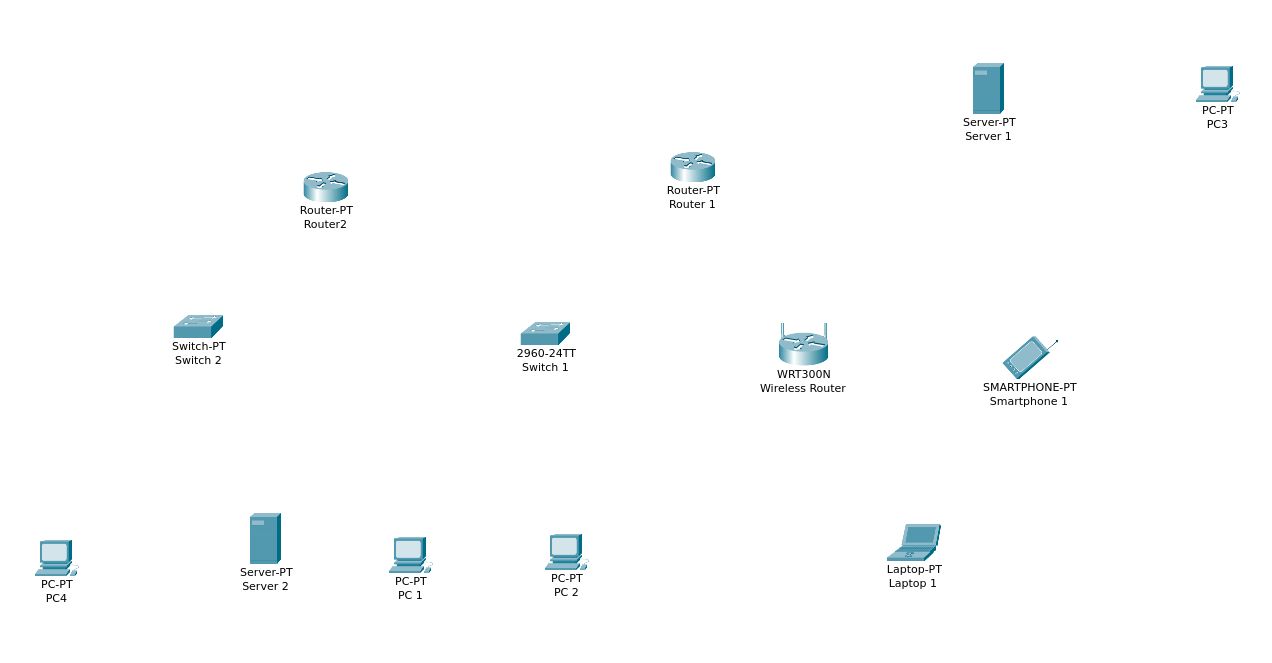 Server-PT
Server 1
PC-PT
PC3
Router-PT
Router2
Router-PT
Router 1
Switch-PT
Switch 2
2960-24TT
Switch 1
WRT300N
Wireless Router
SMARTPHONE-PT
Smartphone 1
PC-PT
PC4
Server-PT
Server 2
PC-PT
PC 1
PC-PT
PC 2
Laptop-PT
Laptop 1